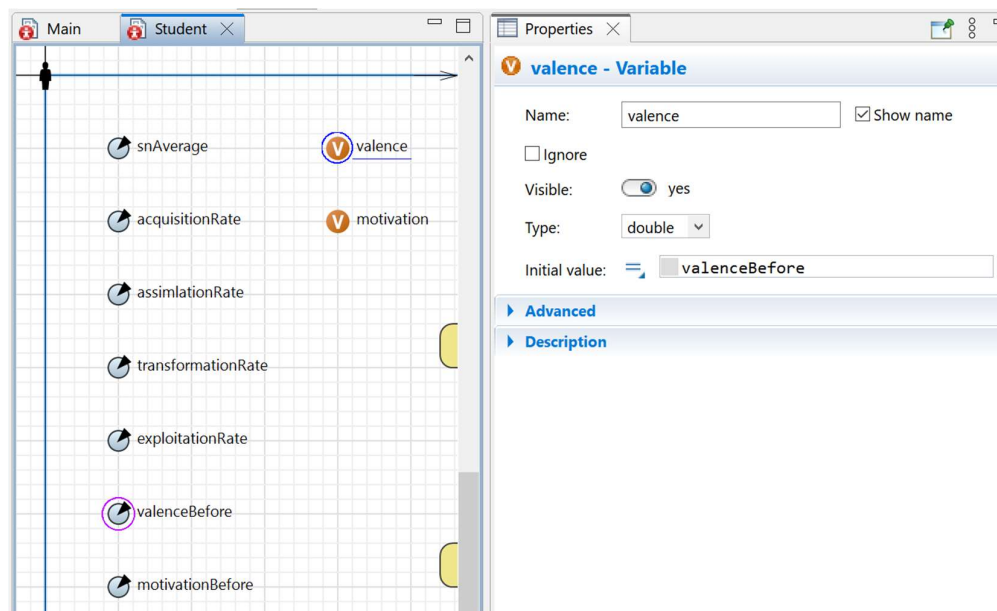 Main
Student
Properties
valence - Variable
Name: valence Show name
Ignore
Visible: yes
Type: double
Initial value: valenceBefore
Advanced
Description
snAverage
valence
acquisitionRate
motivation
assimlationRate
transformationRate
exploitationRate
valenceBefore
motivationBefore